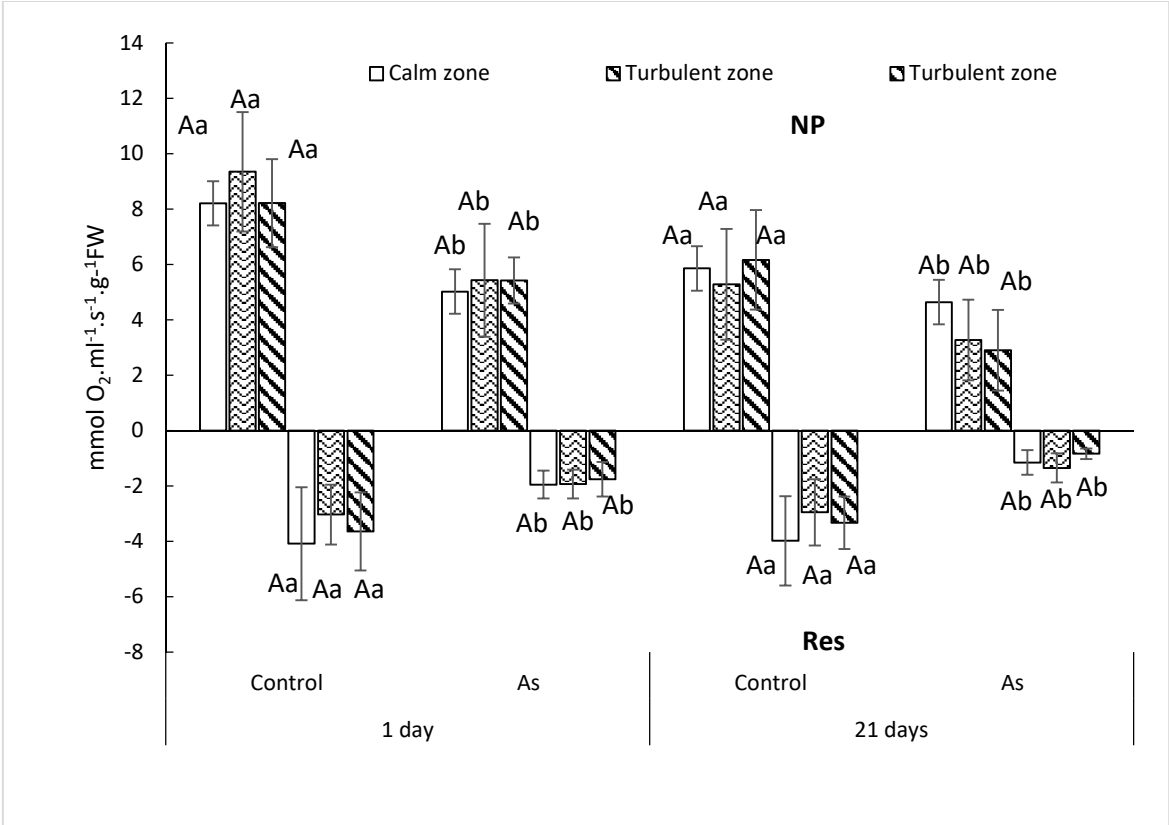 14
12
10
8
6
4
2
0
-2
-4
-6
-8
mmol O2.ml-1.s-1.g-1FW
Calm zone Turbulent zone Turbulent zone
NP
Aa Aa Aa
Ab Ab Ab
Aa Aa Aa
Ab Ab Ab
Aa Aa Aa
Ab Ab Ab
Aa Aa Aa
Ab Ab Ab
Res
Control As Control As
1 day 21 days